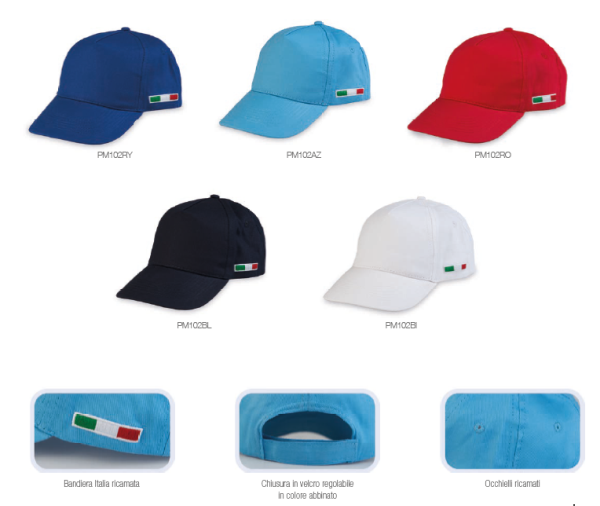 PM102RY
PM102AZ
PM102RO
PM102BL
PM102BI
Bandiera Italia ricamata
Chiusura in velcro regolabile
in colore abbinato
Occhielli ricamati